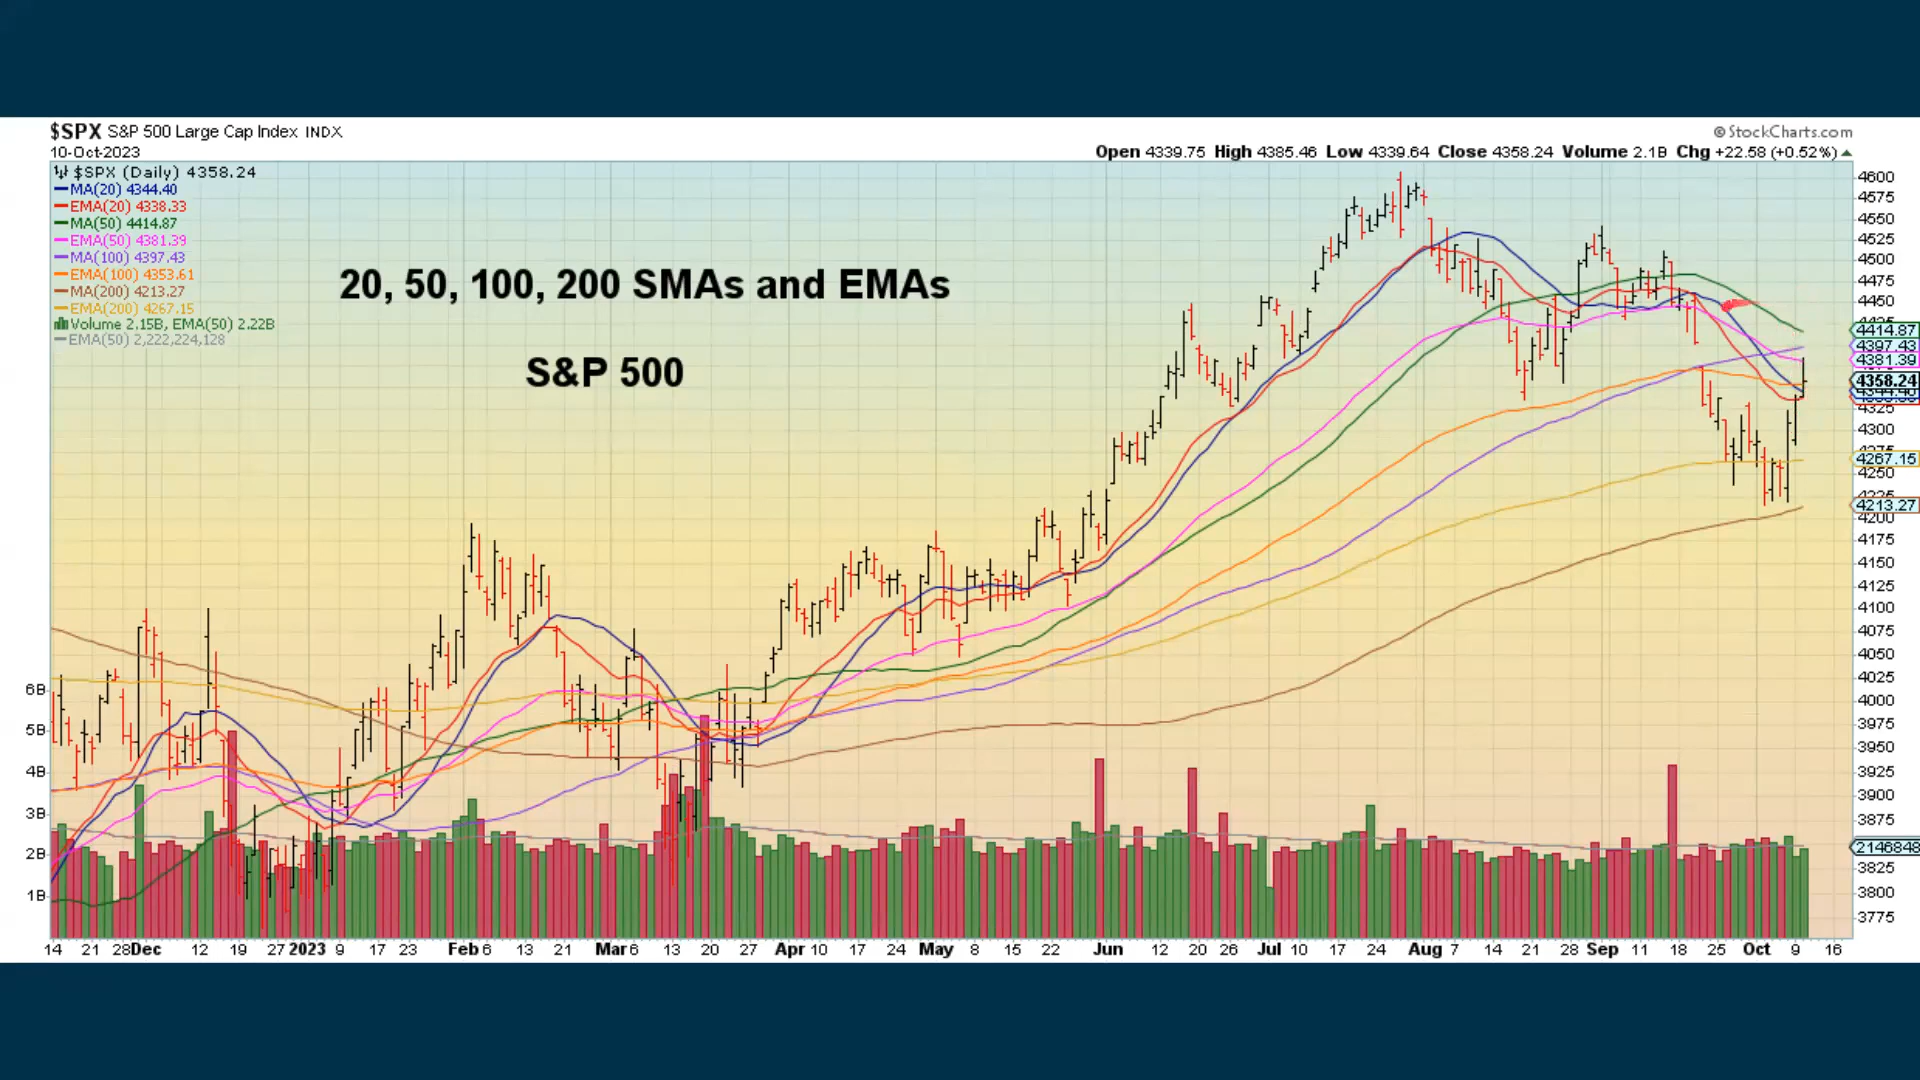 $SPX S&P 500 Large Cap Index INDX
© StockCharts.com
10-Oct-2023
Open 4339.75 High 4385.46 Low 4339.64 Close 4358.24 Volume 2.1B Chg +22.58 (+0.52%)
$SPX (Daily) 4358.24
MA(20) 4344.40
EMA(20) 4338.33
MA(50) 4414.87
EMA(50) 4381.39
MA(100) 4397.43
EMA(100) 4353.61
MA(200) 4213.27
EMA(200) 4267.15
Volume 2.15B, EMA(50) 2.22B
EMA(50) 2,222,224,128
20, 50, 100, 200 SMAs and EMAs
S&P 500
4600
4575
4550
4525
4500
4475
4450
4414.87
4397.43
4381.39
4358.24
4325
4300
4267.15
4250
4213.27
4200
4175
4150
4125
4100
4075
4050
4025
4000
3975
3950
3925
3900
3875
2146848
3825
3800
3775
6B
5B
4B
3B
2B
1B
14 21 28 Dec 12 19 27 2023 9 17 23 Feb 6 13 21 Mar 6 13 20 27 Apr 10 17 24 May 8 15 22 Jun 12 20 26 Jul 10 17 24 Aug 7 14 21 28 Sep 11 18 25 Oct 9 16